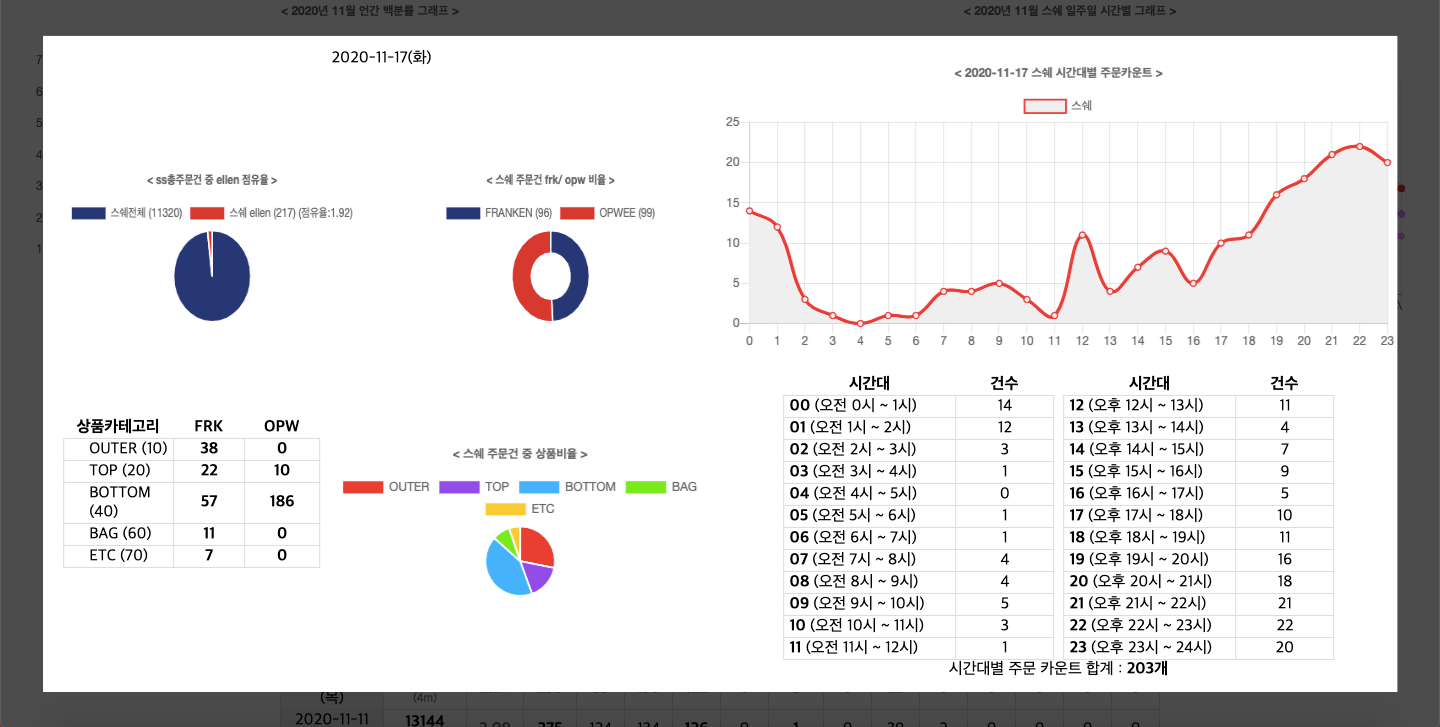 < 2020년 11월 언간 백분률 그래프 >
< 2020년 11월 스쉐 일주일 시간별 그래프 >
7
6
5
4
3
2
1
2020-11-17(화)
< ss총주문건 중 ellen 점유율 >
스쉐전체 (11320) 스쉐 ellen (217) (점유율:1.92)
< 스쉐 주문건 frk/ opw 비율 >
FRANKEN (96) OPWEE (99)
< 2020-11-17 스쉐 시간대별 주문카운트 >
스쉐
25
20
15
10
5
0
0 1 2 3 4 5 6 7 8 9 10 11 12 13 14 15 16 17 18 19 20 21 22 23
상품카테고리 FRK OPW
OUTER (10) 38 0
TOP (20) 22 10
BOTTOM
(40) 57 186
BAG (60) 11 0
ETC (70) 7 0
< 스쉐 주문건 중 상품비율 >
OUTER TOP BOTTOM BAG
ETC
시간대 건수 시간대 건수
00 (오전 0시 ~ 1시) 14 12 (오후 12시 ~ 13시) 11
01 (오전 1시 ~ 2시) 12 13 (오후 13시 ~ 14시) 4
02 (오전 2시 ~ 3시) 3 14 (오후 14시 ~ 15시) 7
03 (오전 3시 ~ 4시) 1 15 (오후 15시 ~ 16시) 9
04 (오전 4시 ~ 5시) 0 16 (오후 16시 ~ 17시) 5
05 (오전 5시 ~ 6시) 1 17 (오후 17시 ~ 18시) 10
06 (오전 6시 ~ 7시) 1 18 (오후 18시 ~ 19시) 11
07 (오전 7시 ~ 8시) 4 19 (오후 19시 ~ 20시) 16
08 (오전 8시 ~ 9시) 4 20 (오후 20시 ~ 21시) 18
09 (오전 9시 ~ 10시) 5 21 (오후 21시 ~ 22시) 21
10 (오전 10시 ~ 11시) 3 22 (오후 22시 ~ 23시) 22
11 (오전 11시 ~ 12시) 1 23 (오후 23시 ~ 24시) 20
시간대별 주문 카운트 합계 : 203개
(목) (4m)
2020-11-11 13144